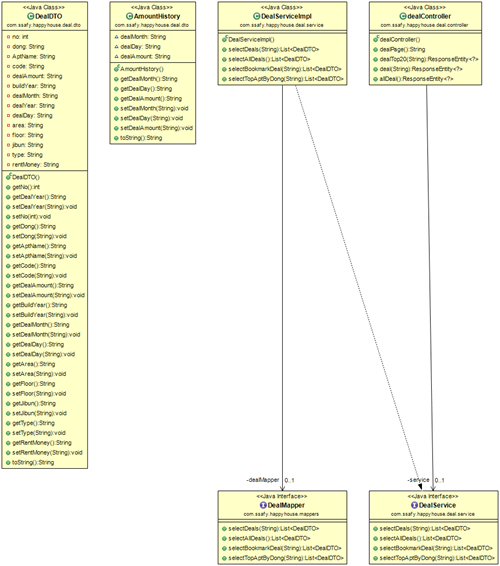 <<Java Class>>
DealDTO
com.ssafy.happyhouse.deal.dto
no: int
dong: String
AptName: String
code: String
dealAmount: String
buildYear: String
dealMonth: String
dealYear: String
dealDay: String
area: String
floor: String
jibun: String
type: String
rentMoney: String
DealDTO()
getNo():int
getDealYear():String
setDealYear(String):void
setNo(int):void
getDong():String
setDong(String):void
getAptName():String
setAptName(String):void
getCode():String
setCode(String):void
getDealAmount():String
setDealAmount(String):void
getBuildYear():String
setBuildYear(String):void
getDealMonth():String
setDealMonth(String):void
getDealDay():String
setDealDay(String):void
getArea():String
setArea(String):void
getFloor():String
setFloor(String):void
getJibun():String
setJibun(String):void
getType():String
setType(String):void
getRentMoney():String
setRentMoney(String):void
toString():String
<<Java Class>>
AmountHistory
com.ssafy.happyhouse.deal.dto
dealMonth: String
dealDay: String
dealAmount: String
AmountHistory()
getDealMonth():String
getDealDay():String
getDealAmount():String
setDealMonth(String):void
setDealDay(String):void
setDealAmount(String):void
toString():String
<<Java Class>>
DealServiceImpl
com.ssafy.happyhouse.deal.service
DealServiceImpl()
selectDeals(String):List<DealDTO>
selectAllDeals():List<DealDTO>
selectBookmarkDeal(String):List<DealDTO>
selectTopAptByDong(String):List<DealDTO>
<<Java Class>>
dealController
com.ssafy.happyhouse.deal.controller
dealController()
dealPage():String
dealTop20(String):ResponseEntity<?>
deal(String):ResponseEntity<?>
allDeal():ResponseEntity<?>
-dealMapper 0..1
-service 0..1
<<Java Interface>>
DealMapper
com.ssafy.happyhouse.mappers
selectDeals(String):List<DealDTO>
selectAllDeals():List<DealDTO>
selectBookmarkDeal(String):List<DealDTO>
selectTopAptByDong(String):List<DealDTO>
<<Java Interface>>
DealService
com.ssafy.happyhouse.deal.service
selectDeals(String):List<DealDTO>
selectAllDeals():List<DealDTO>
selectBookmarkDeal(String):List<DealDTO>
selectTopAptByDong(String):List<DealDTO>